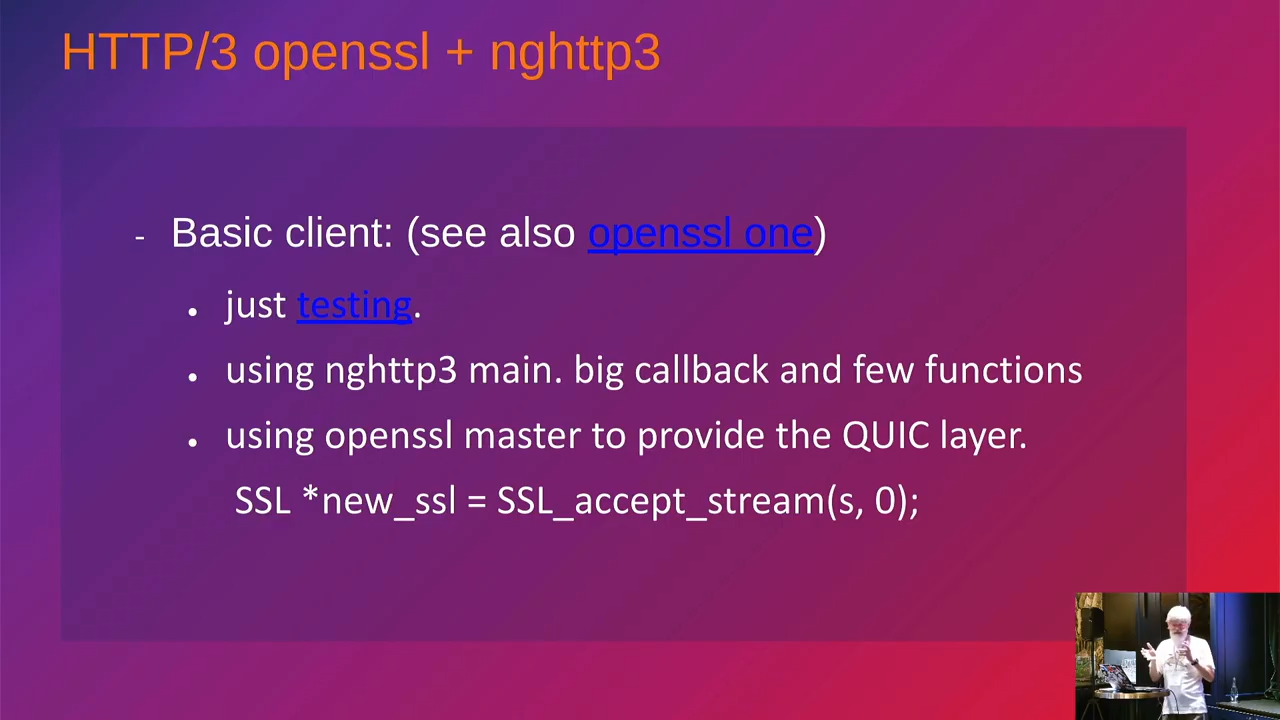 HTTP/3 openssl + nghttp3
- Basic client: (see also openssl one)
• just testing.
• using nghttp3 main. big callback and few functions
• using openssl master to provide the QUIC layer.
SSL *new_ssl = SSL_accept_stream(s, 0);